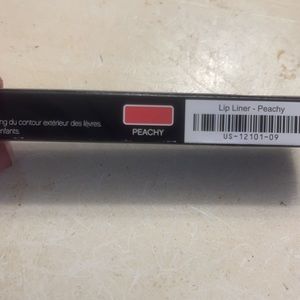 ng du contour extérieur des lèvres.
enfants.
PEACHY
Lip Liner - Peachy
US-12101-09